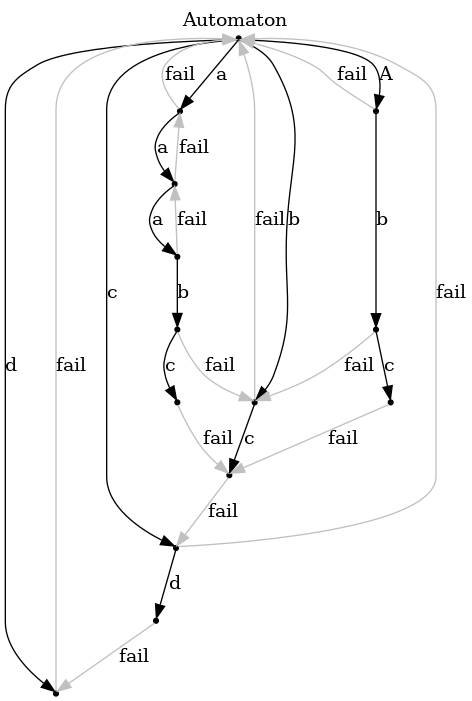 Automaton
fail a fail A
a fail
a fail fail b b
c b fail
d fail c fail fail c
fail c fail
fail
d
fail